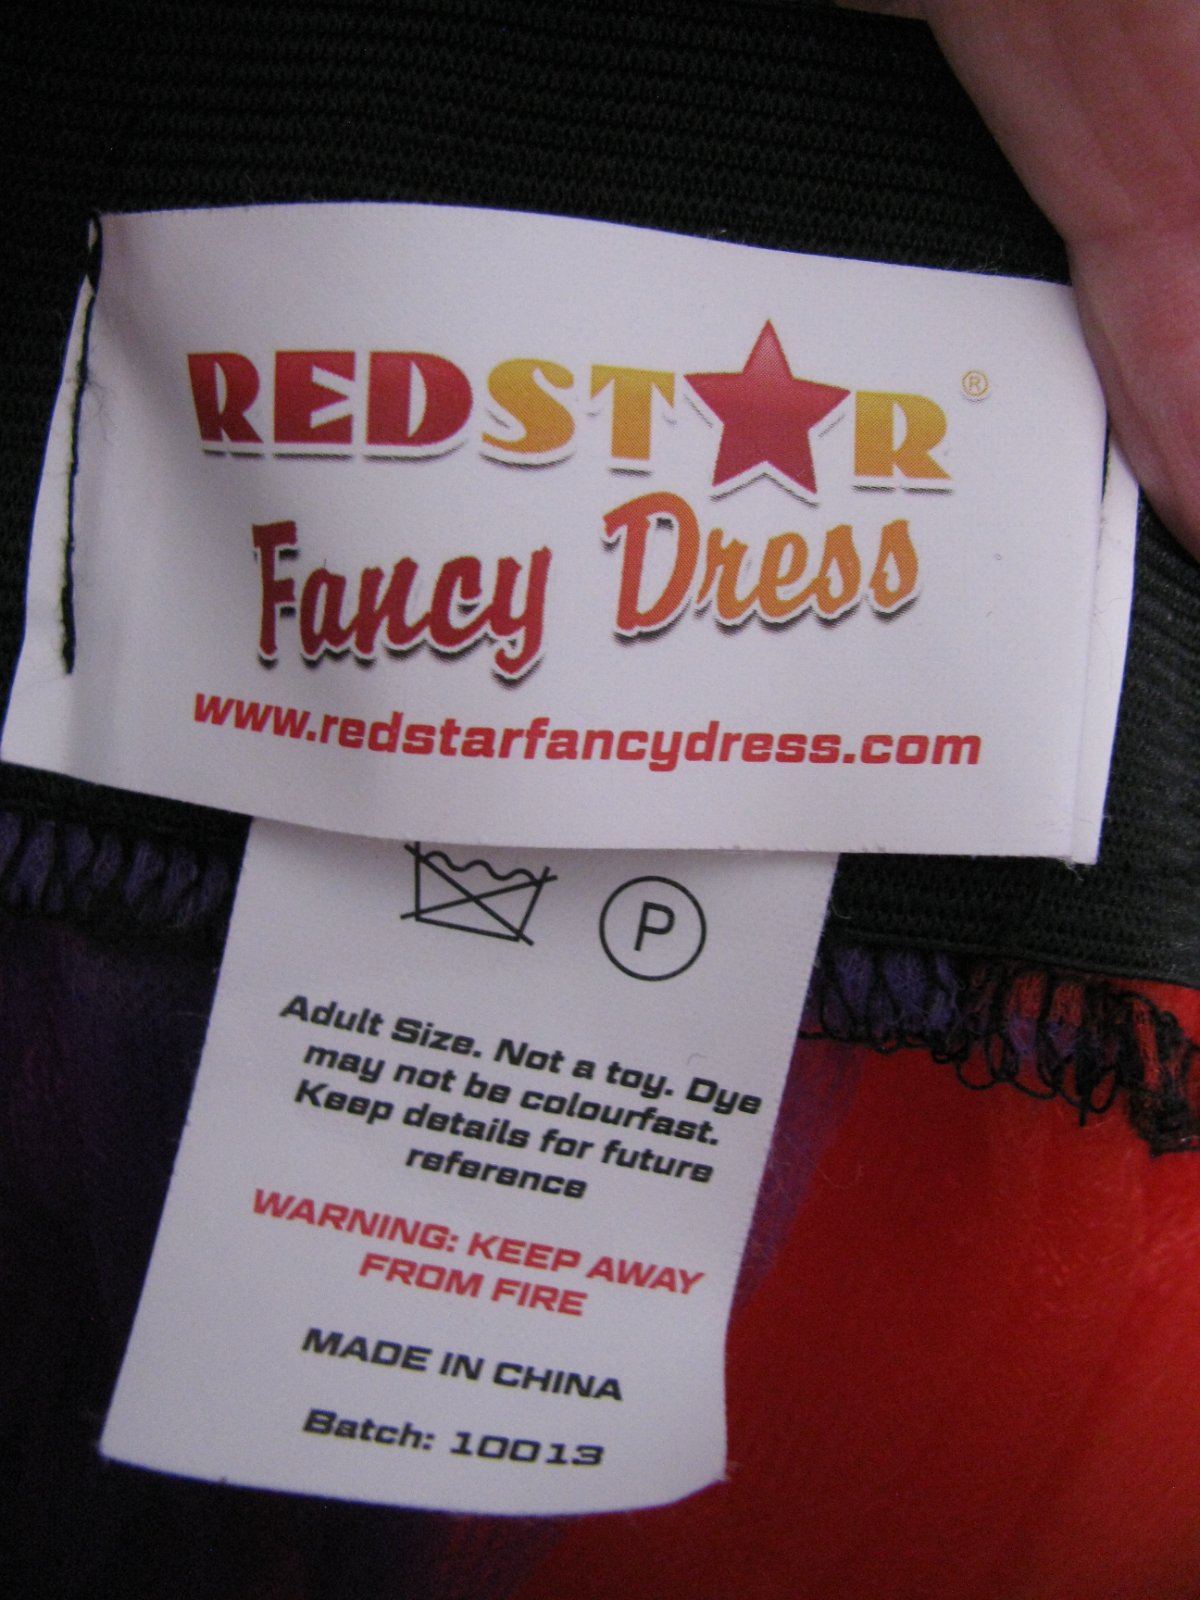 REDSTAR ®
Fancy Dress
www.redstarfancydress.com
P
Adult Size. Not a toy. Dye
may not be colourfast.
Keep details for future
reference
WARNING: KEEP AWAY
FROM FIRE
MADE IN CHINA
Batch: 10013